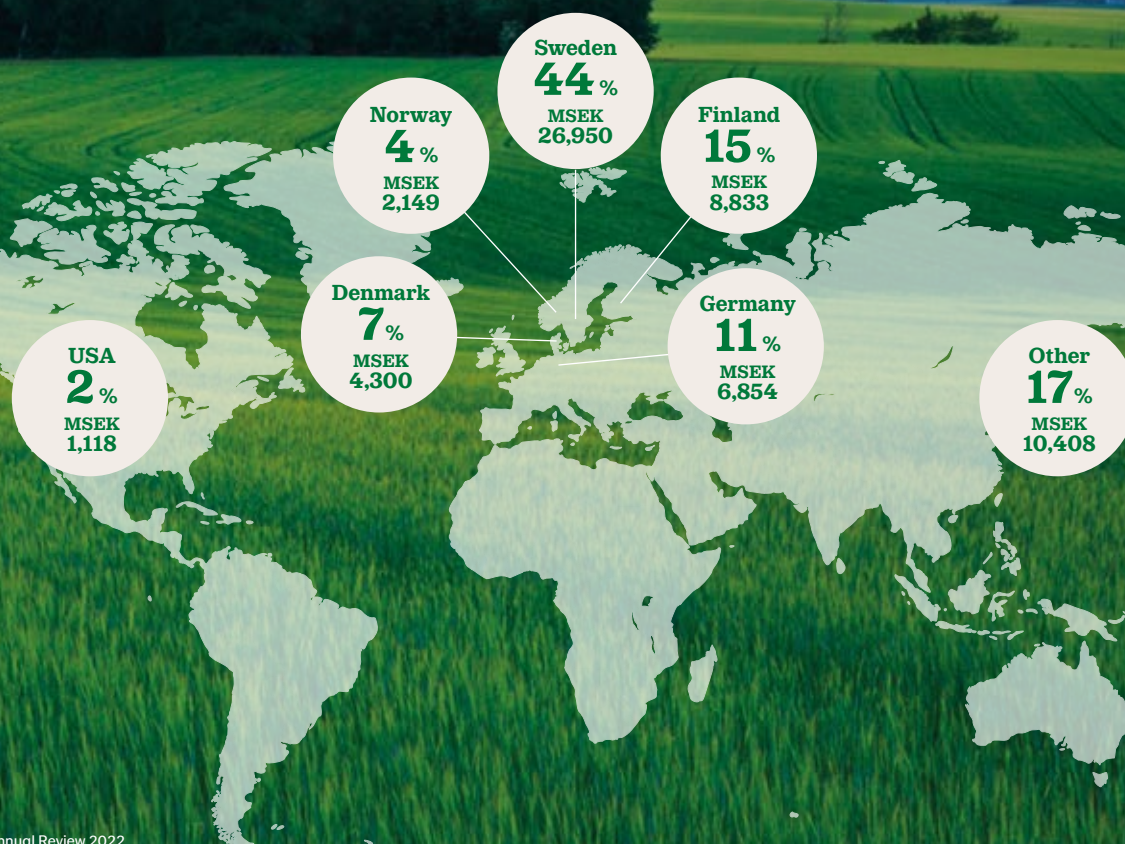 Sweden
44 %
MSEK
26,950
Norway
4 %
MSEK
2,149
Finland
15 %
MSEK
8,833
Denmark
7 %
MSEK
4,300
Germany
11 %
MSEK
6,854
USA
2 %
MSEK
1,118
Other
17 %
MSEK
10,408
Review 2022